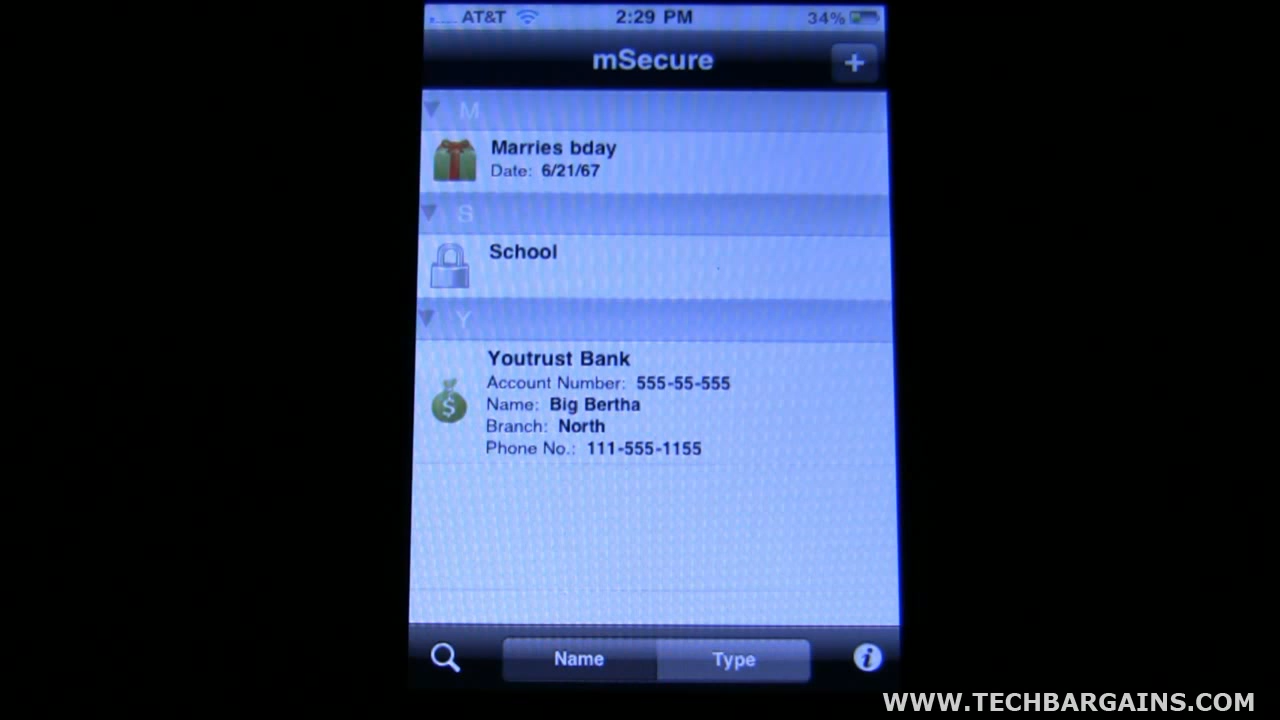 AT&T 2:29 PM 34%
mSecure +
M
Marries bday
Date: 6/21/67
S
School
Y
Youtrust Bank
$
Account Number: 555-55-555
Name: Big Bertha
Branch: North
Phone No.: 111-555-1155
Name Type i
WWW.TECHBARGAINS.COM